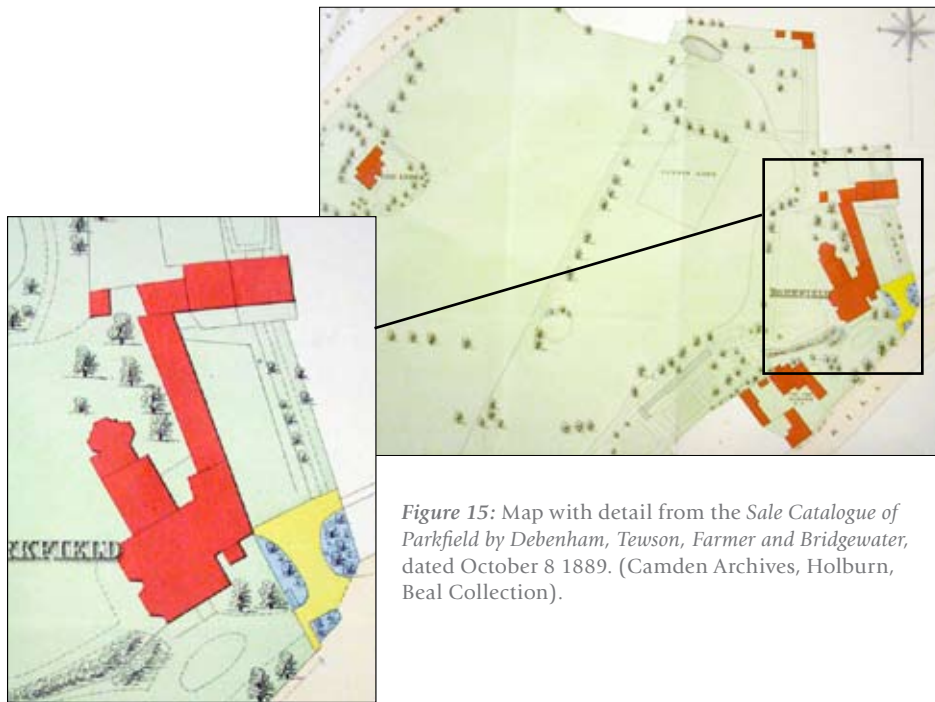 PARKFIELD
RKFIELD
Figure 15: Map with detail from the Sale Catalogue of
Parkfield by Debenham, Tewson, Farmer and Bridgewater,
dated October 8 1889. (Camden Archives, Holburn,
Beal Collection).